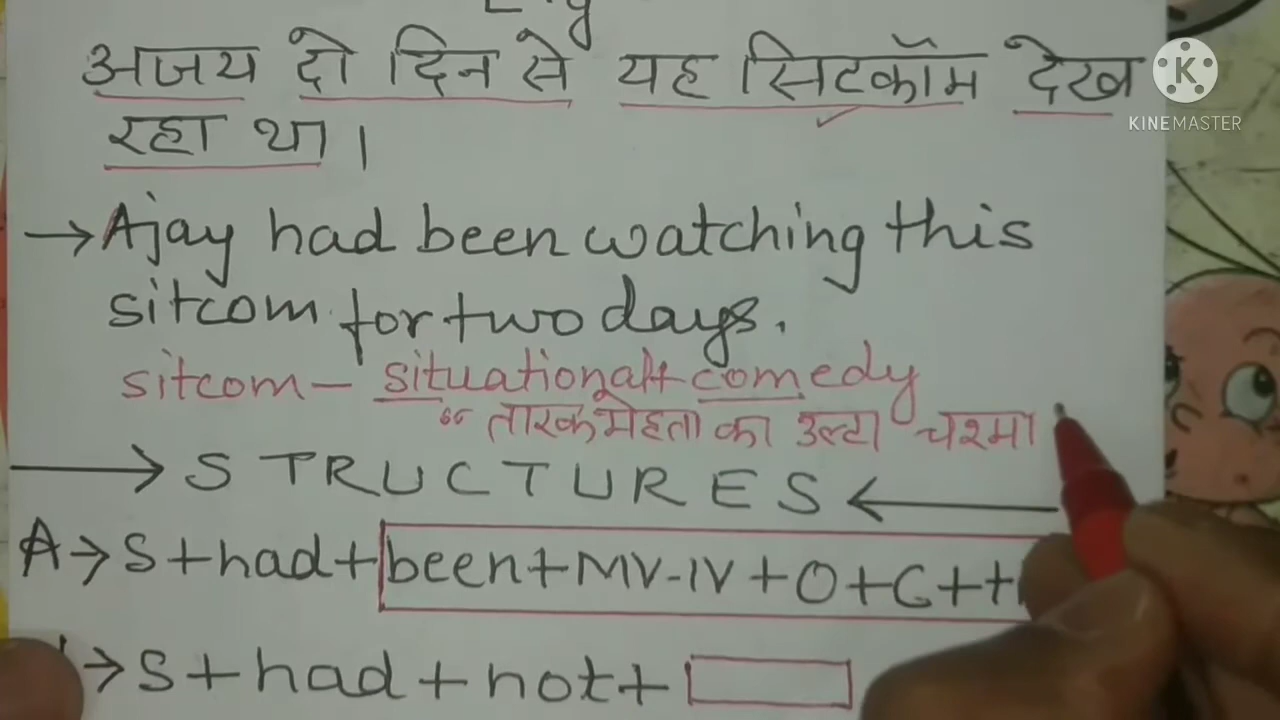 अजय दो दिन से यह सिटकॉम देख
रहा था।
→ Ajay had been watching this
sitcom for two days.
sitcom — situational + comedy
“ तारक मेहता का उल्टा चश्मा
→ STRUCTURES ←
A → S + had + been + MV-IV + O + C + +
→ S + had + not +
K
KINEMASTER